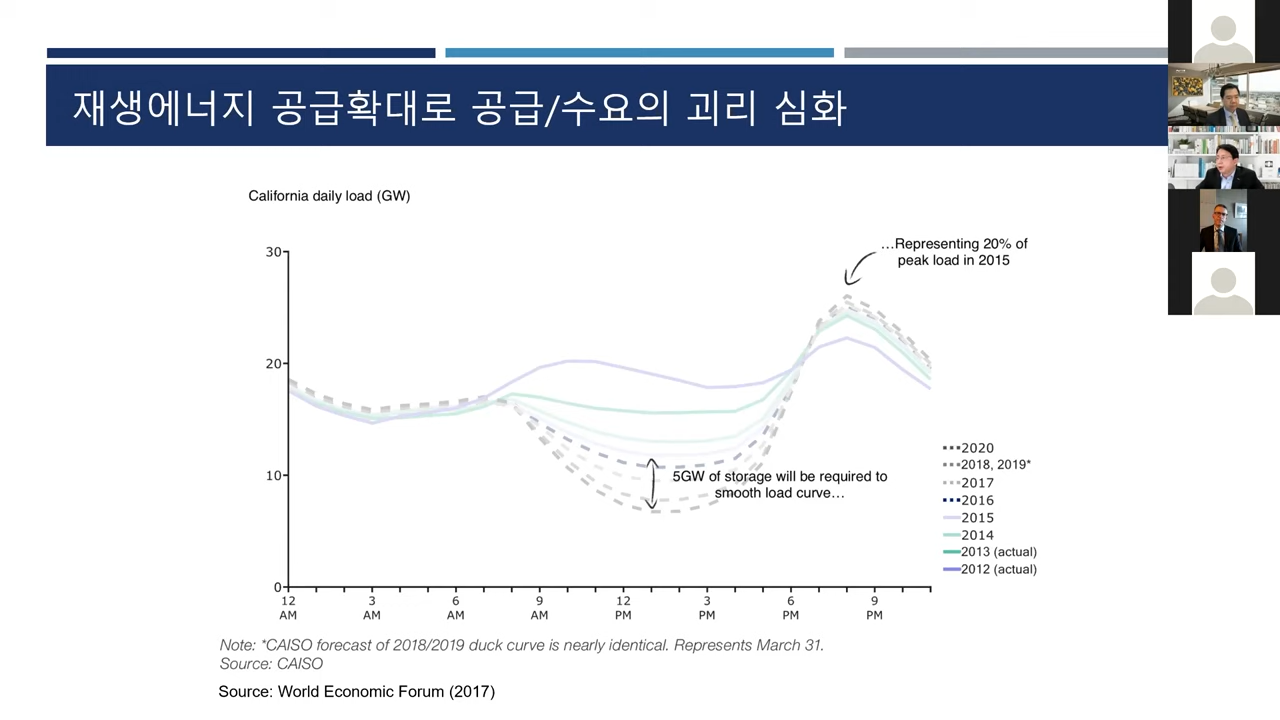 재생에너지 공급확대로 공급/수요의 괴리 심화
California daily load (GW)
…Representing 20% of
peak load in 2015
30
20
10
0
5GW of storage will be required to
smooth load curve…
12
AM
3
AM
6
AM
9
AM
12
PM
3
PM
6
PM
9
PM
2020
2018, 2019*
2017
2016
2015
2014
2013 (actual)
2012 (actual)
Note: *CAISO forecast of 2018/2019 duck curve is nearly identical. Represents March 31.
Source: CAISO
Source: World Economic Forum (2017)